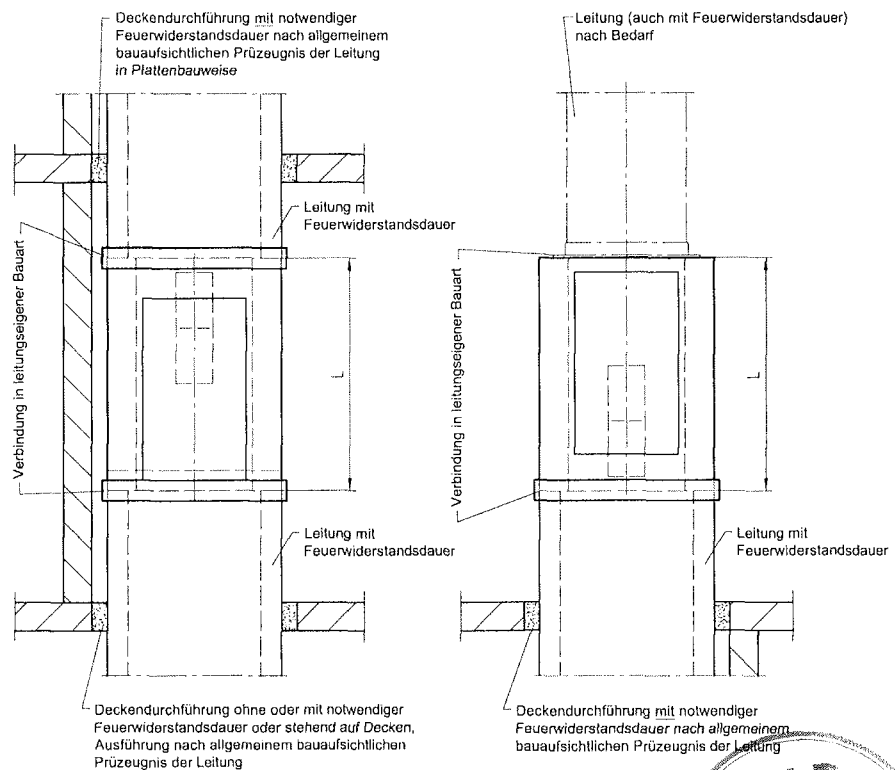 Deckendurchführung mit notwendiger
Feuerwiderstandsdauer nach allgemeinem
bauaufsichtlichen Prüzeugnis der Leitung
in Plattenbauweise
Leitung (auch mit Feuerwiderstandsdauer)
nach Bedarf
Leitung mit
Feuerwiderstandsdauer
Verbindung in leitungseigener Bauart
L
Verbindung in leitungseigener Bauart
L
Leitung mit
Feuerwiderstandsdauer
Leitung mit
Feuerwiderstandsdauer
Deckendurchführung ohne oder mit notwendiger
Feuerwiderstandsdauer oder stehend auf Decken,
Ausführung nach allgemeinem bauaufsichtlichen
Prüzeugnis der Leitung
Deckendurchführung mit notwendiger
Feuerwiderstandsdauer nach allgemeinem
bauaufsichtlichen Prüzeugnis der Leitung